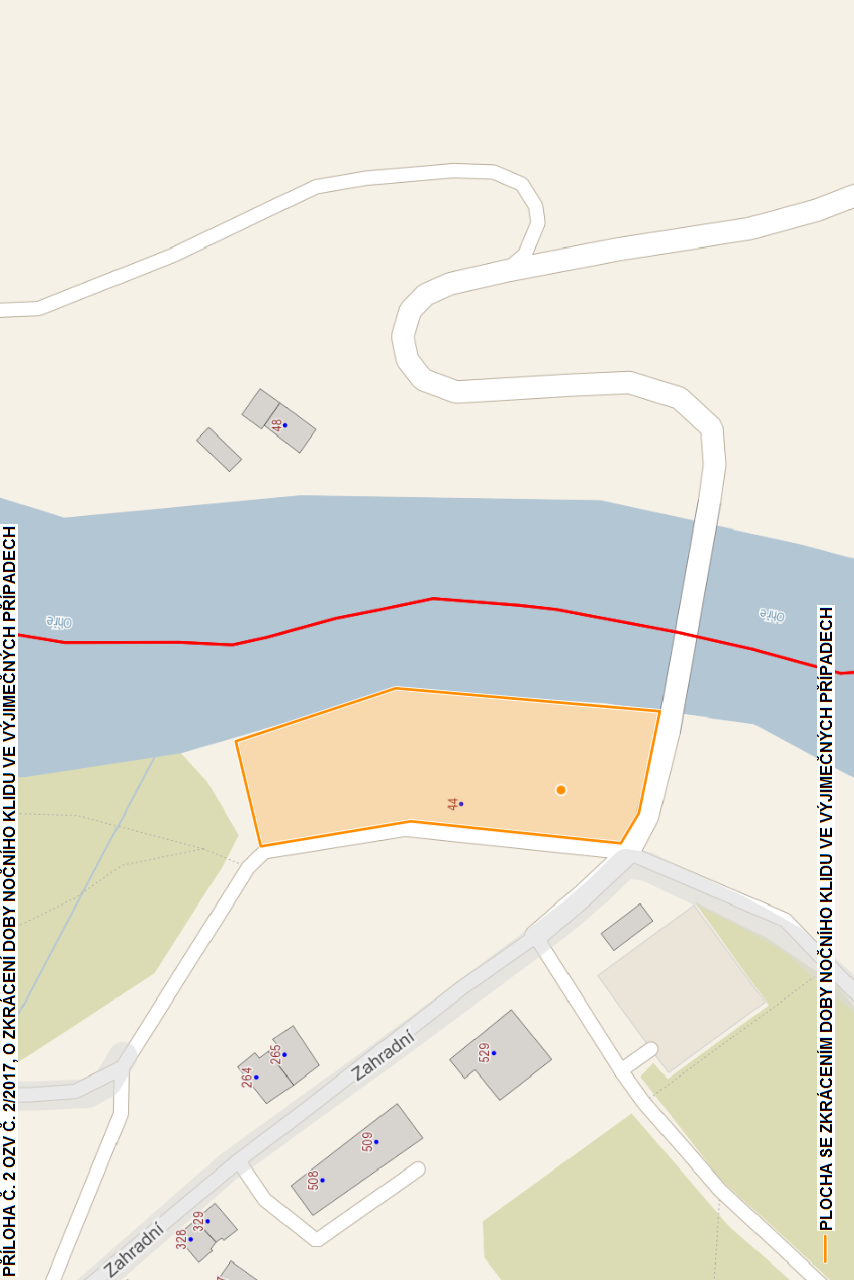 PŘÍLOHA Č. 2 OZV Č. 2/2017, O ZKRÁCENÍ DOBY NOČNÍHO KLIDU VE VÝJIMEČNÝCH PŘÍPADECH
48
Ohře
Ohře
44
265
264
529
509
508
329
328
Zahradní
Zahradní
PLOCHA SE ZKRÁCENÍM DOBY NOČNÍHO KLIDU VE VÝJIMEČNÝCH PŘÍPADECH